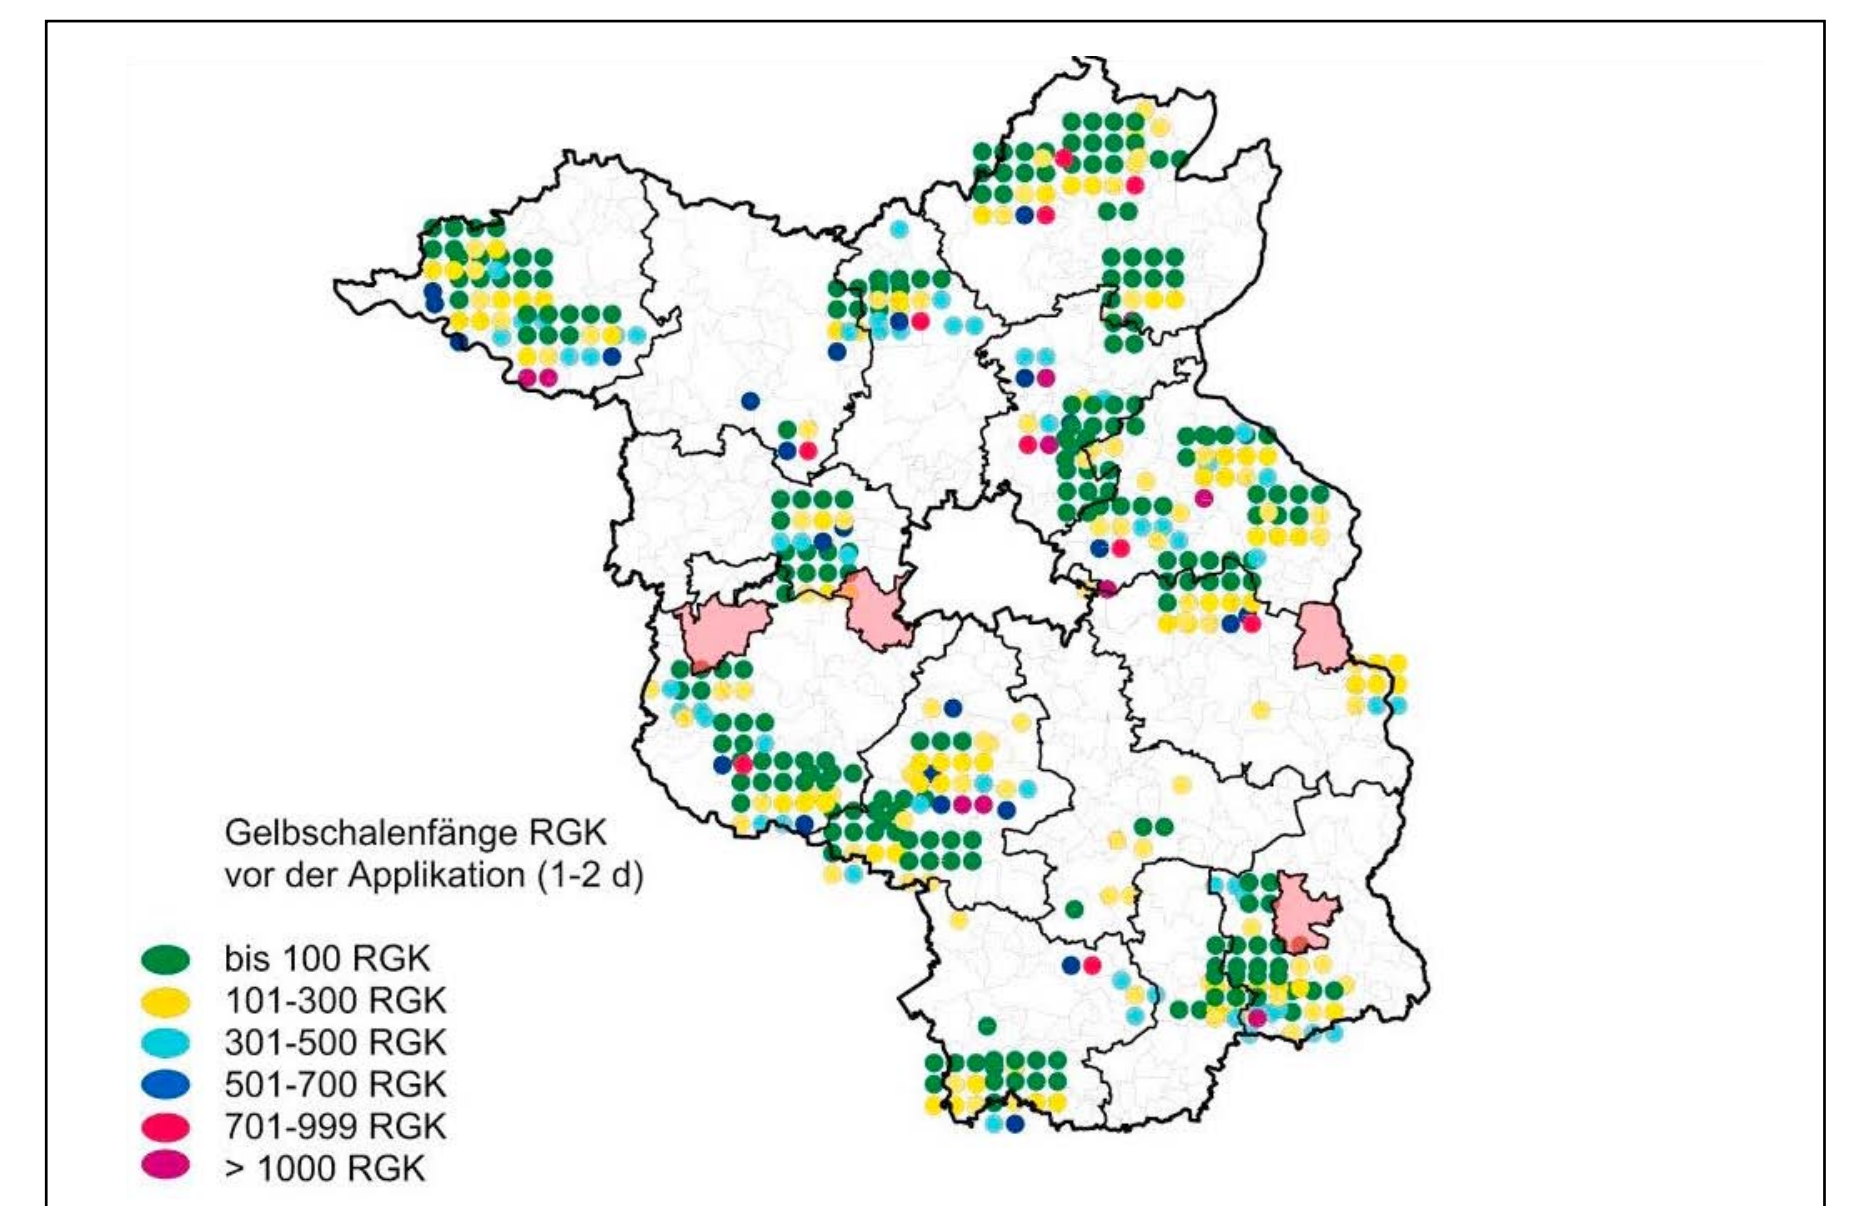 Gelbschalenfänge RGK
vor der Applikation (1-2 d)
bis 100 RGK
101-300 RGK
301-500 RGK
501-700 RGK
701-999 RGK
> 1000 RGK